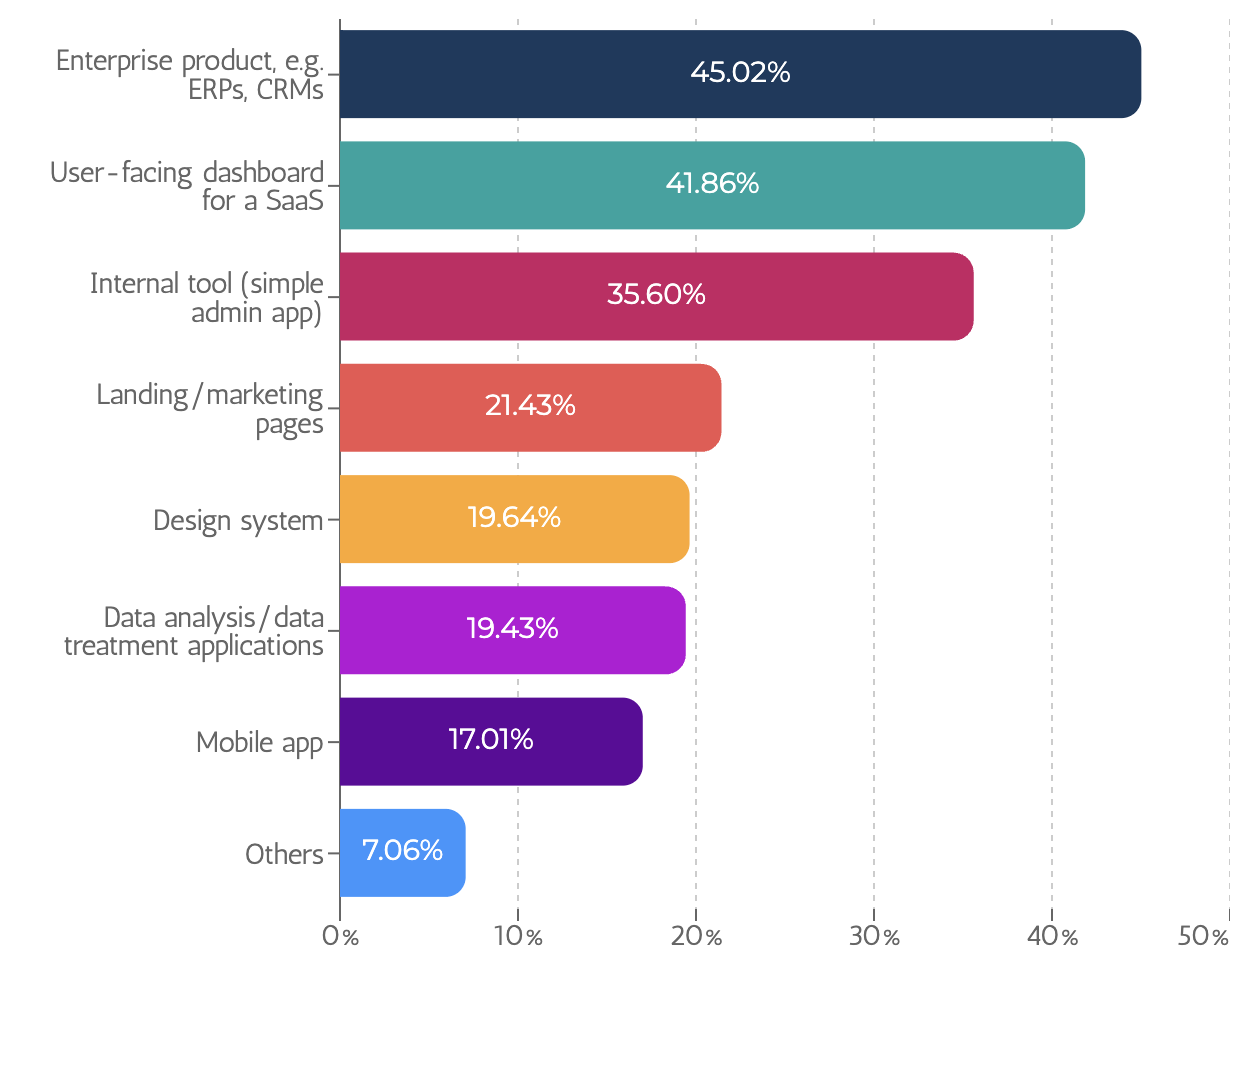 Enterprise product, e.g.
ERPs, CRMs
45.02%
User-facing dashboard
for a SaaS
41.86%
Internal tool (simple
admin app)
35.60%
Landing/marketing
pages
21.43%
Design system
19.64%
Data analysis/data
treatment applications
19.43%
Mobile app
17.01%
Others
7.06%
0% 10% 20% 30% 40% 50%